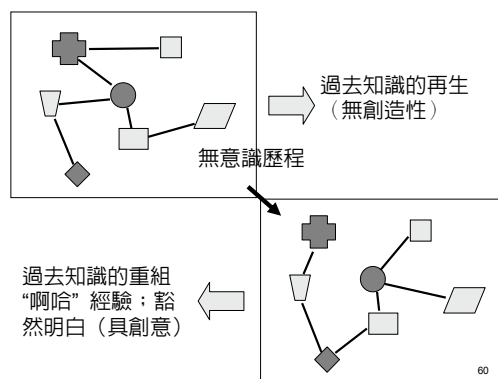 過去知識的再生
（無創造性）
無意識歷程
過去知識的重組
“啊哈” 經驗；豁
然明白（具創意）
60